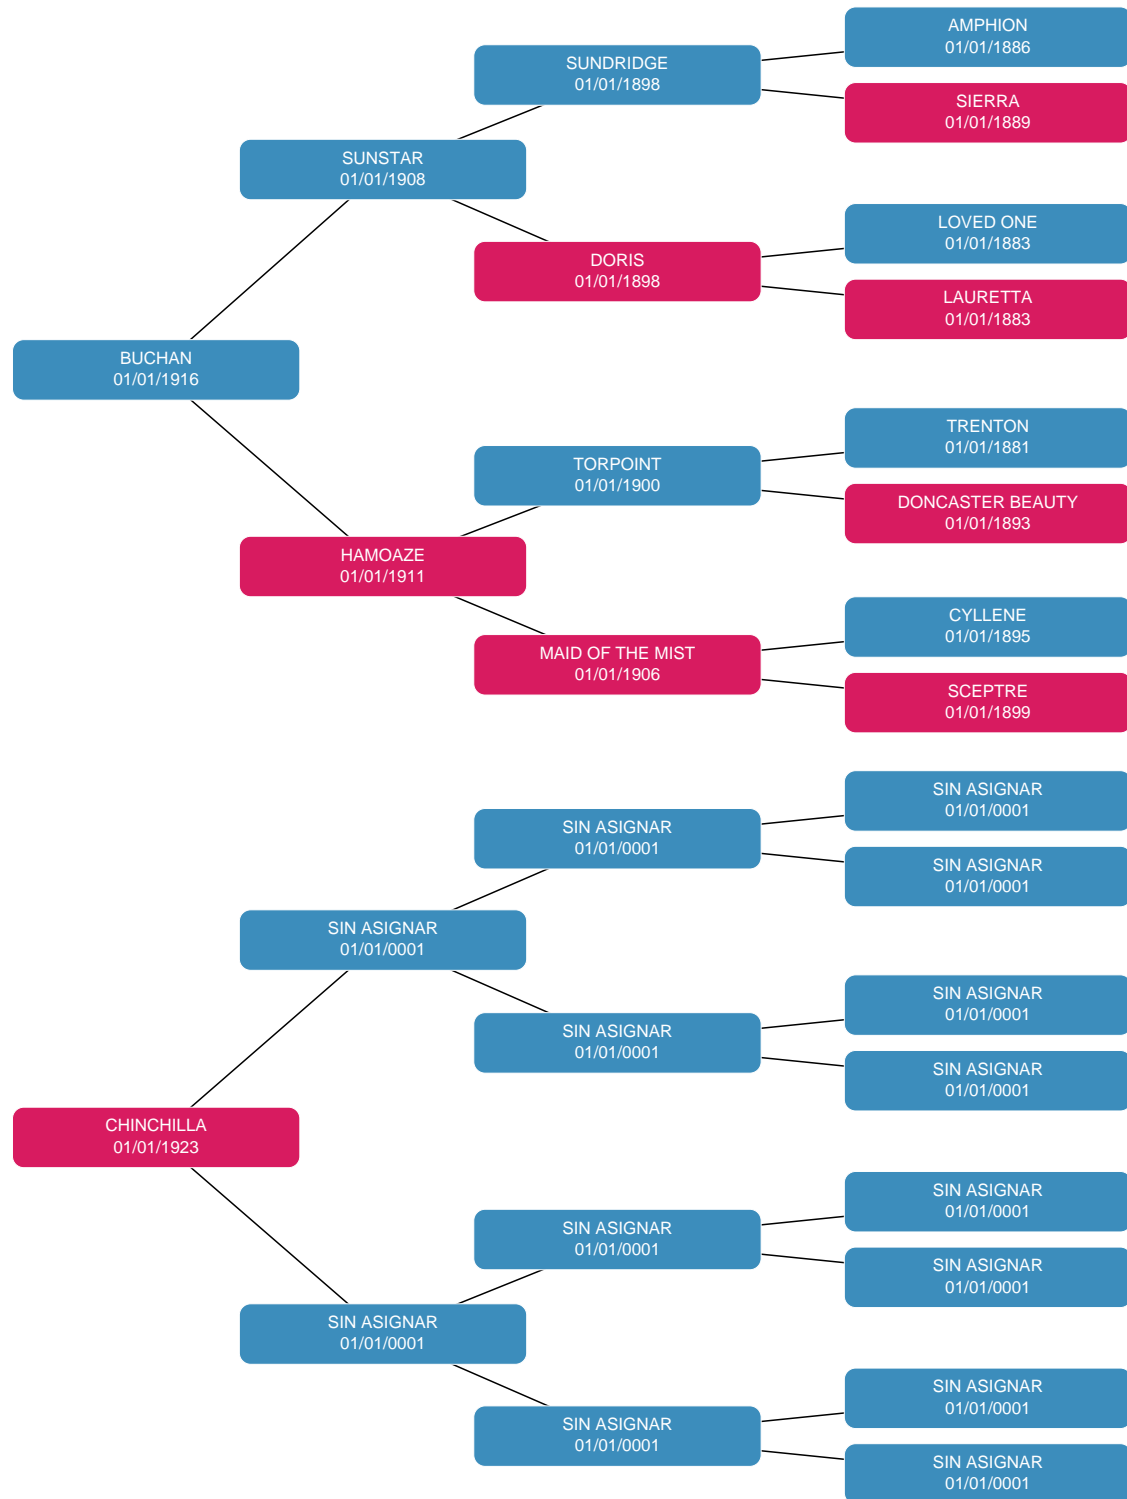 AMPHION
01/01/1886
SUNDRIDGE
01/01/1898
SIERRA
01/01/1889
SUNSTAR
01/01/1908
LOVED ONE
01/01/1883
DORIS
01/01/1898
LAURETTA
01/01/1883
BUCHAN
01/01/1916
TRENTON
01/01/1881
TORPOINT
01/01/1900
DONCASTER BEAUTY
01/01/1893
HAMOAZE
01/01/1911
CYLLENE
01/01/1895
MAID OF THE MIST
01/01/1906
SCEPTRE
01/01/1899
SIN ASIGNAR
01/01/0001
SIN ASIGNAR
01/01/0001
SIN ASIGNAR
01/01/0001
SIN ASIGNAR
01/01/0001
SIN ASIGNAR
01/01/0001
SIN ASIGNAR
01/01/0001
SIN ASIGNAR
01/01/0001
CHINCHILLA
01/01/1923
SIN ASIGNAR
01/01/0001
SIN ASIGNAR
01/01/0001
SIN ASIGNAR
01/01/0001
SIN ASIGNAR
01/01/0001
SIN ASIGNAR
01/01/0001
SIN ASIGNAR
01/01/0001
SIN ASIGNAR
01/01/0001